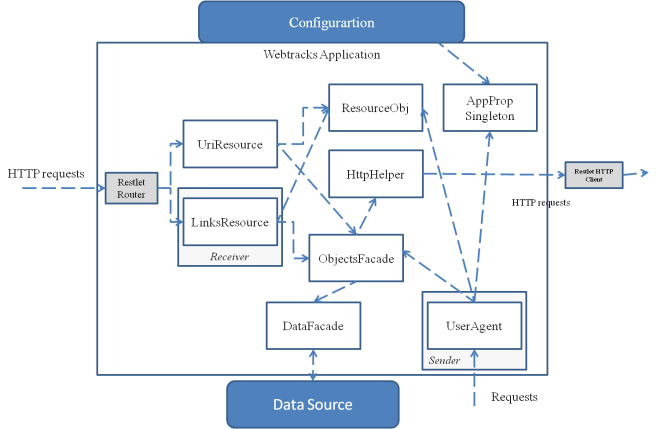 Configurartion
Webtracks Application
ResourceObj
AppProp
Singleton
UriResource
HTTP requests
Restlet
Router
HttpHelper
Restlet HTTP
Client
HTTP requests
LinksResource
Receiver
ObjectsFacade
DataFacade
UserAgent
Sender
Data Source
Requests